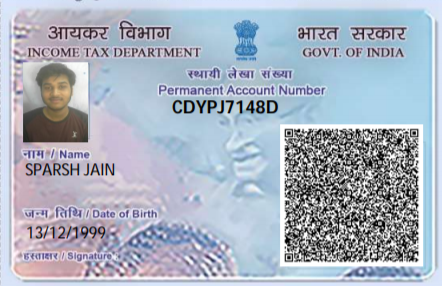 आयकर विभाग
INCOME TAX DEPARTMENT
भारत सरकार
GOVT. OF INDIA
स्थायी लेखा संख्या
Permanent Account Number
CDYPJ7148D
नाम / Name
SPARSH JAIN
जन्म तिथि / Date of Birth
13/12/1999
हस्ताक्षर / Signature